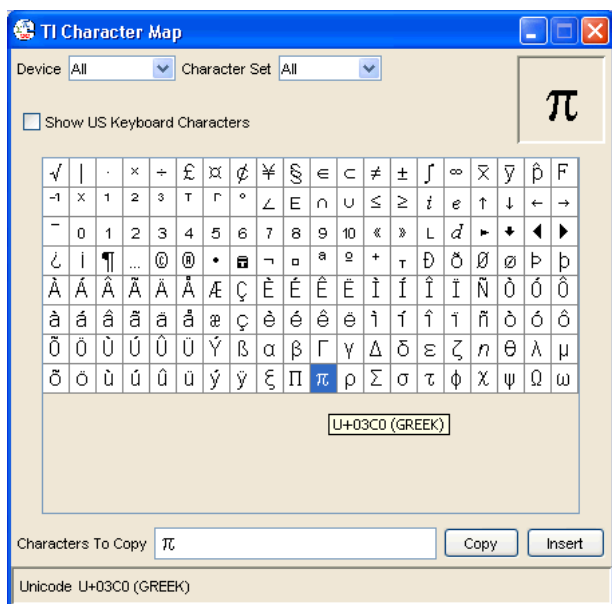 TI Character Map
Device All Character Set All
π
Show US Keyboard Characters
√ | · × ÷ £ ¤ ¢ ¥ § ∈ ⊂ ≠ ± ∫ ∞ x̅ y̅ p̂ F
⁻¹ x 1 2 3 T r ° ∠ E ∩ ∪ ≤ ≥ i e ↑ ↓ ← →
¯ 0 1 2 3 4 5 6 7 8 9 10 « » L d ► ◄ ▶
¿ ¡ ¶ … © ® • ¬ ª º + T Ð ð Ø ø Þ þ
À Á Â Ã Ä Å Æ Ç È É Ê Ë Ì Í Î Ï Ñ Ò Ó Ô
à á â ã ä å æ ç è é ê ë ì í î ï ñ ò ó ô
Õ Ö Ù Ú Û Ü Ý ß α β Γ γ Δ δ ε ζ n θ λ μ
õ ö ù ú û ü ý ÿ ξ Π π ρ Σ σ τ φ χ ψ Ω ω
U+03C0 (GREEK)
Characters To Copy π Copy Insert
Unicode U+03C0 (GREEK)